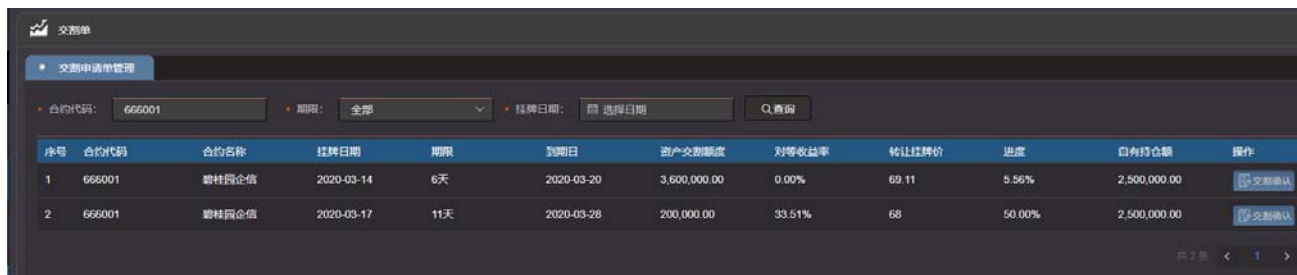 交割单
交割申请单管理
合约代码： 666001 期限： 全部 挂牌日期： 选择日期 查询
序号 合约代码 合约名称 挂牌日期 期限 到期日 资产交割额度 对等收益率 转让挂牌价 进度 自有持仓额 操作
1 666001 碧桂园企信 2020-03-14 6天 2020-03-20 3,600,000.00 0.00% 69.11 5.56% 2,500,000.00 交割确认
2 666001 碧桂园企信 2020-03-17 11天 2020-03-28 200,000.00 33.51% 68 50.00% 2,500,000.00 交割确认
共 2 条 < 1 >